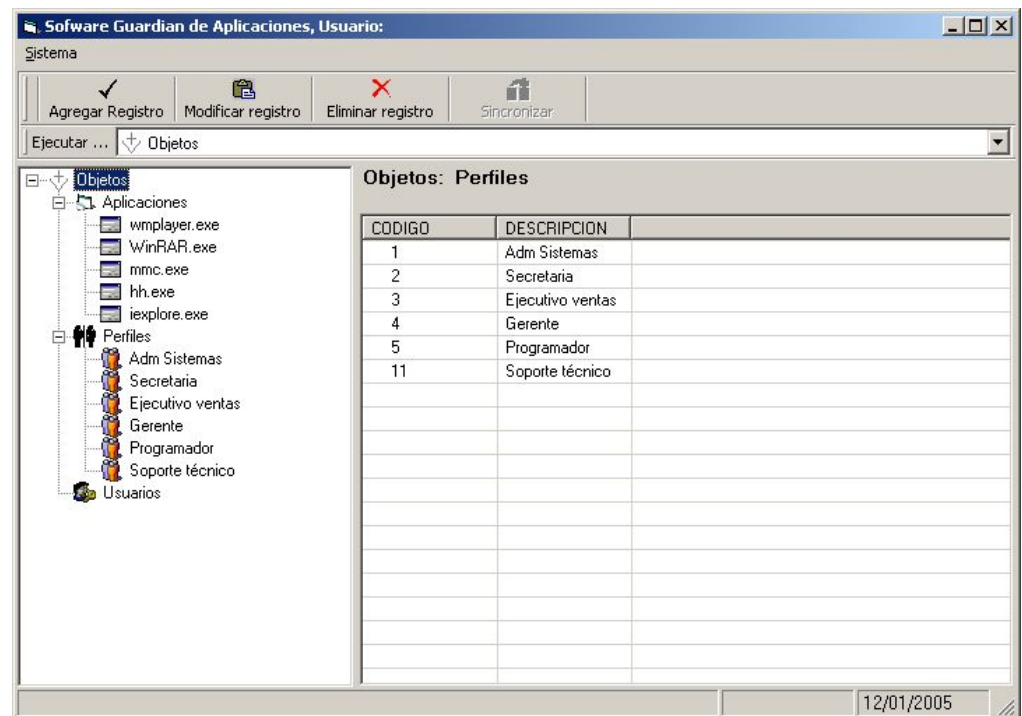 Sofware Guardian de Aplicaciones, Usuario:
Sistema
Agregar Registro Modificar registro Eliminar registro Sincronizar
Ejecutar ... Objetos
Objetos
Aplicaciones
wmplayer.exe
WinRAR.exe
mmc.exe
hh.exe
iexplore.exe
Perfiles
Adm Sistemas
Secretaria
Ejecutivo ventas
Gerente
Programador
Soporte técnico
Usuarios
Objetos: Perfiles
CODIGO DESCRIPCION
1 Adm Sistemas
2 Secretaria
3 Ejecutivo ventas
4 Gerente
5 Programador
11 Soporte técnico
12/01/2005